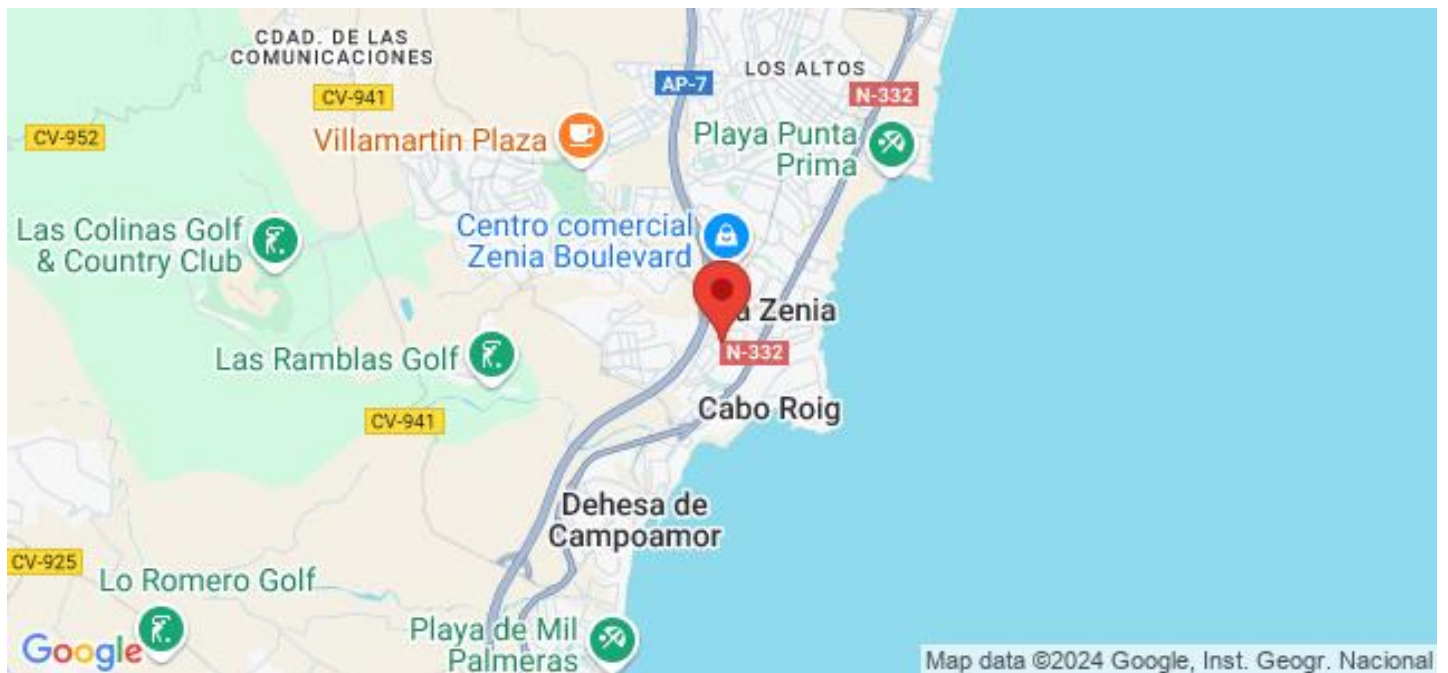 CDAD. DE LAS
COMUNICACIONES
LOS ALTOS
AP-7
CV-941
N-332
CV-952
Villamartin Plaza
Playa Punta
Prima
Las Colinas Golf
& Country Club
Centro comercial
Zenia Boulevard
a Zenia
N-332
Las Ramblas Golf
CV-941
Cabo Roig
Dehesa de
Campoamor
CV-925
Lo Romero Golf
Playa de Mil
Palmeras
Google
Map data ©2024 Google, Inst. Geogr. Nacional